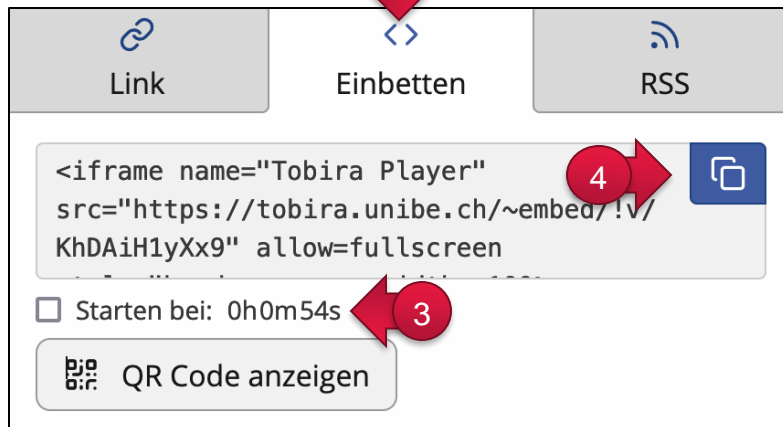 Link
Einbetten
RSS
<iframe name="Tobira Player"
src="https://tobira.unibe.ch/~embed/!v/
KhDAiH1yXx9" allow=fullscreen
4
Starten bei: 0h0m54s
3
QR Code anzeigen